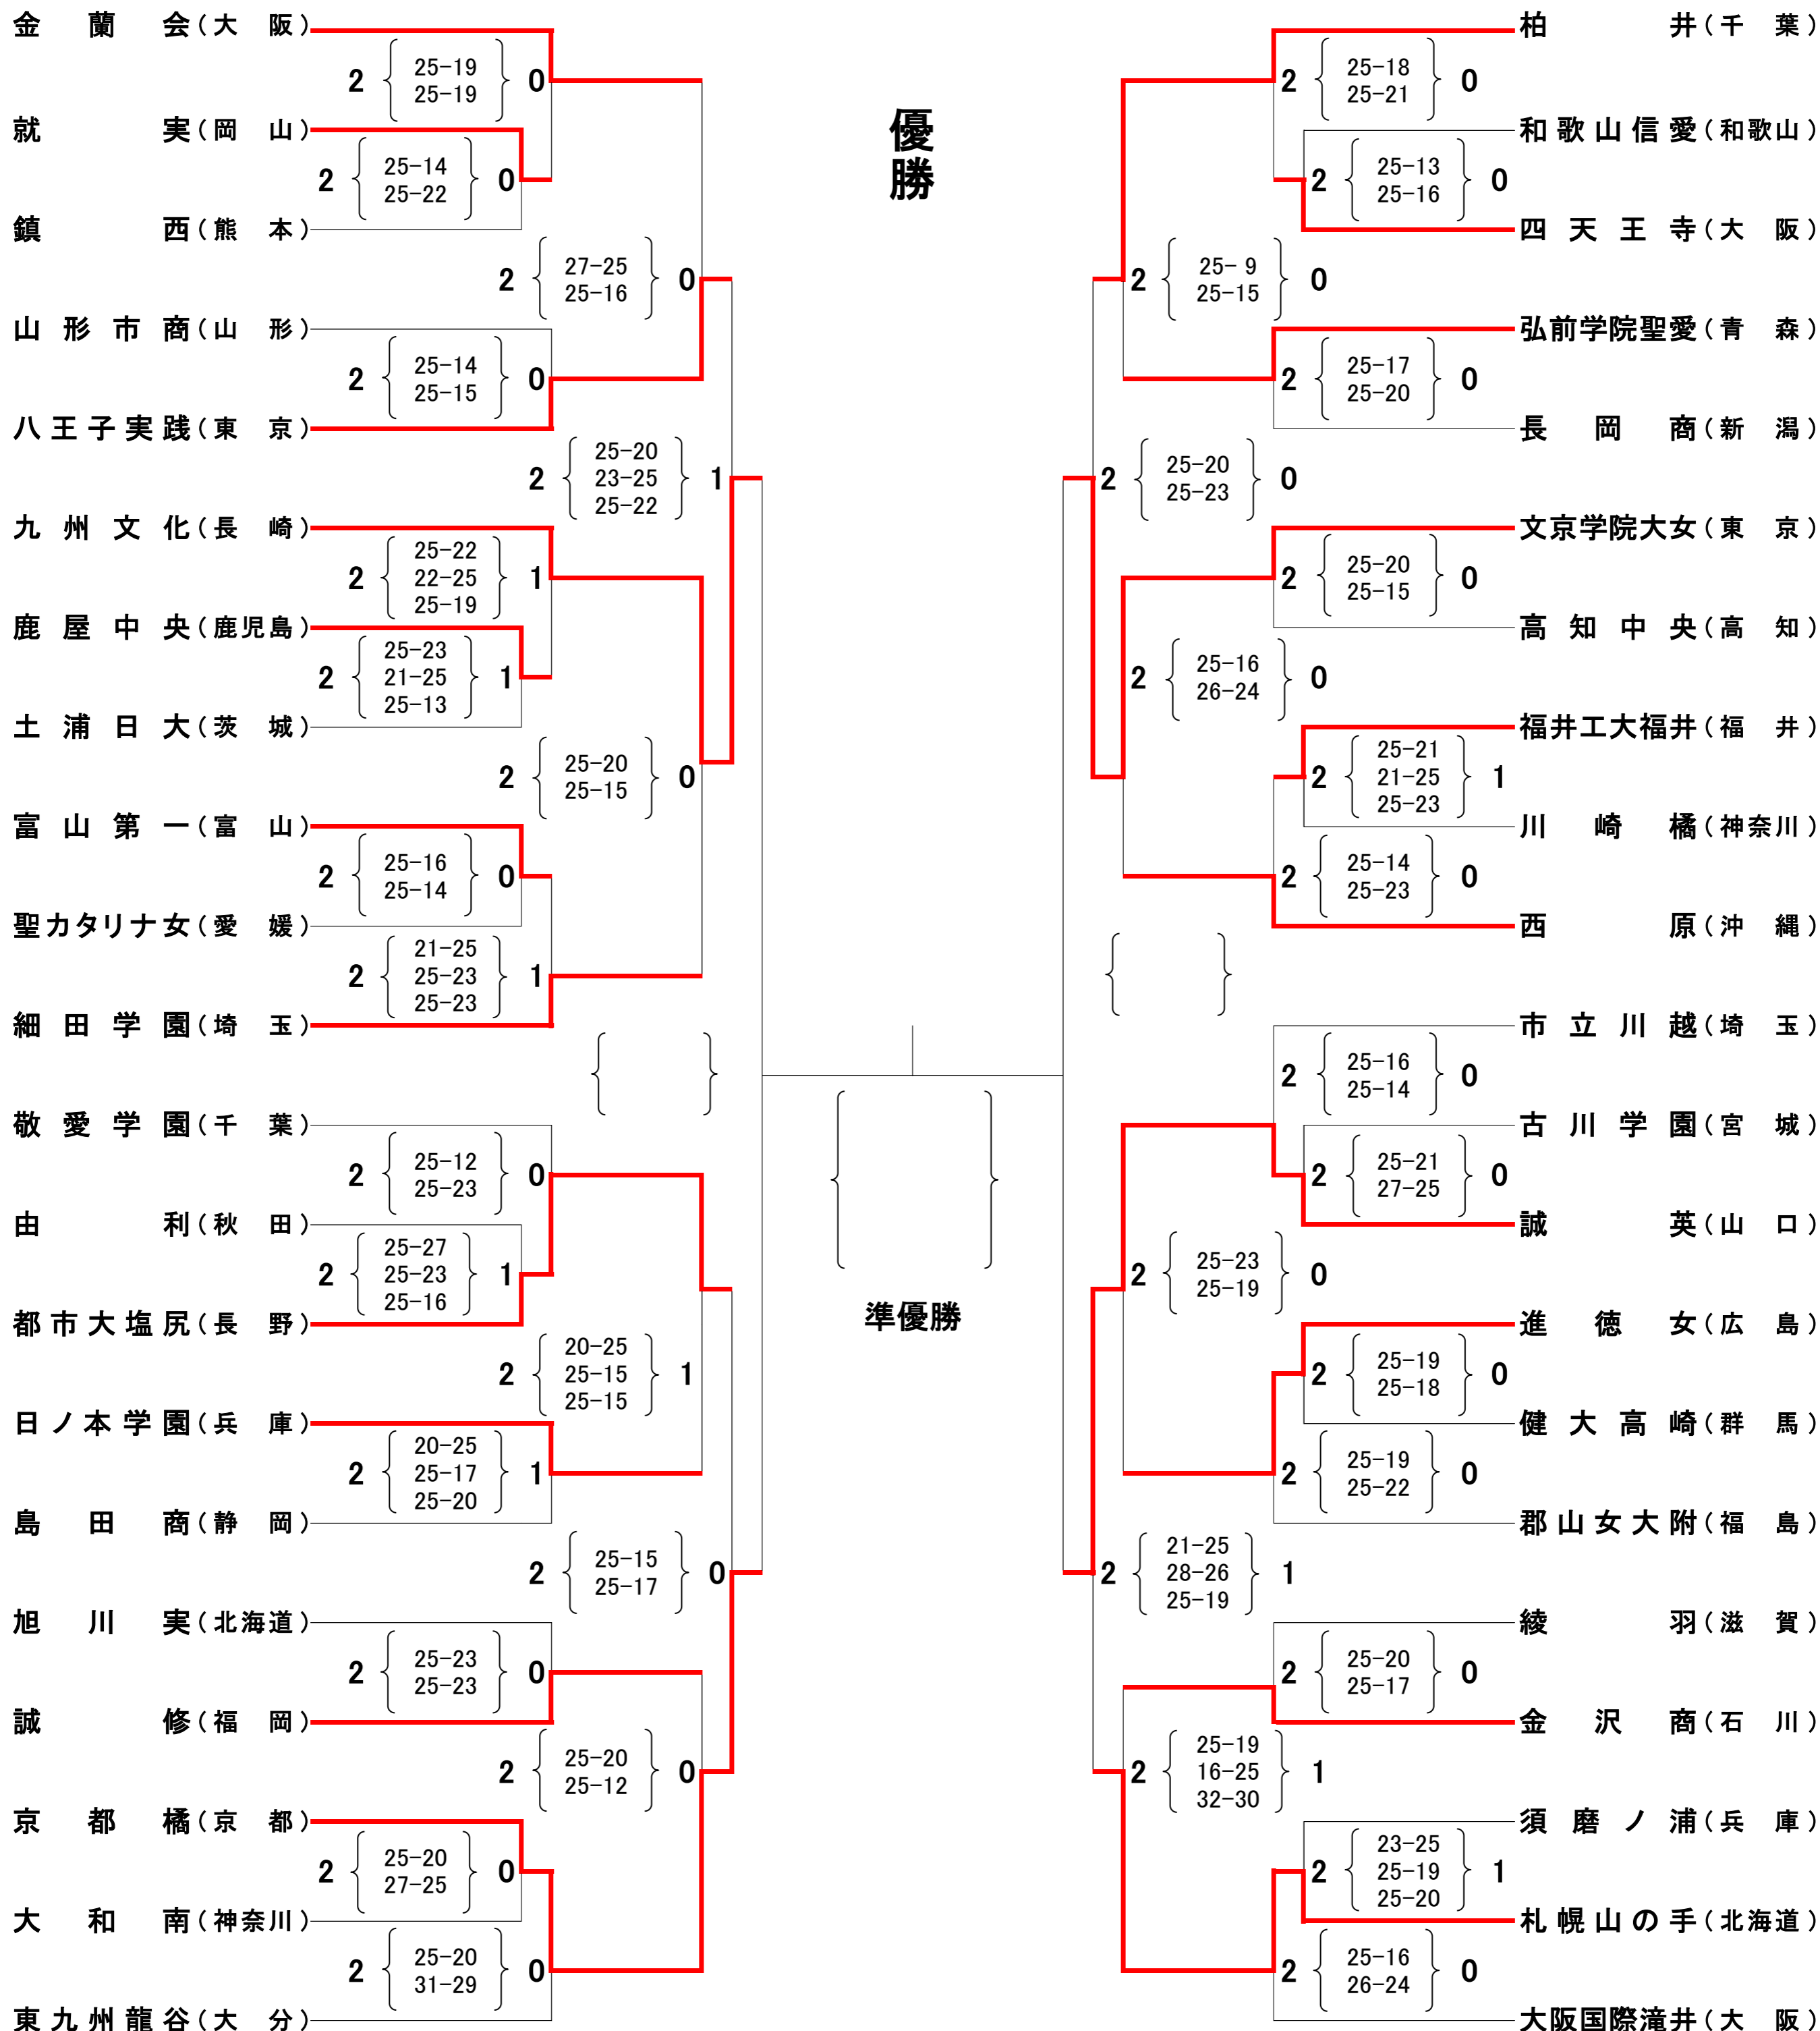 金蘭会(大阪)
2 25-19 0
25-19
就実(岡山)
2 25-14 0
25-22
鎮西(熊本)
2 27-25 0
25-16
山形市商(山形)
2 25-14 0
25-15
八王子実践(東京)
2 25-20 1
23-25
25-22
九州文化(長崎)
2 25-22 1
22-25
25-19
鹿屋中央(鹿児島)
2 25-23 1
21-25
25-13
土浦日大(茨城)
2 25-20 0
25-15
富山第一(富山)
2 25-16 0
25-14
聖カタリナ女(愛媛)
2 21-25 1
25-23
25-23
細田学園(埼玉)
敬愛学園(千葉)
2 25-12 0
25-23
由利(秋田)
2 25-27 1
25-23
25-16
都市大塩尻(長野)
2 20-25 1
25-15
25-15
日ノ本学園(兵庫)
2 20-25 1
25-17
25-20
島田商(静岡)
2 25-15 0
25-17
旭川実(北海道)
2 25-23 0
25-23
誠修(福岡)
2 25-20 0
25-12
京都橘(京都)
2 25-20 0
27-25
大和南(神奈川)
2 25-20 0
31-29
東九州龍谷(大分)
優勝
準優勝
柏井(千葉)
2 25-18 0
25-21
和歌山信愛(和歌山)
2 25-13 0
25-16
四天王寺(大阪)
2 25-9 0
25-15
弘前学院聖愛(青森)
2 25-17 0
25-20
長岡商(新潟)
2 25-20 0
25-23
文京学院大女(東京)
2 25-20 0
25-15
高知中央(高知)
2 25-16 0
26-24
福井工大福井(福井)
2 25-21 1
21-25
25-23
川崎橘(神奈川)
2 25-14 0
25-23
西原(沖縄)
市立川越(埼玉)
2 25-16 0
25-14
古川学園(宮城)
2 25-21 0
27-25
誠英(山口)
2 25-23 0
25-19
進徳女(広島)
2 25-19 0
25-18
健大高崎(群馬)
2 25-19 0
25-22
郡山女大附(福島)
2 21-25 1
28-26
25-19
綾羽(滋賀)
2 25-20 0
25-17
金沢商(石川)
2 25-19 1
16-25
32-30
須磨ノ浦(兵庫)
2 23-25 1
25-19
25-20
札幌山の手(北海道)
2 25-16 0
26-24
大阪国際滝井(大阪)